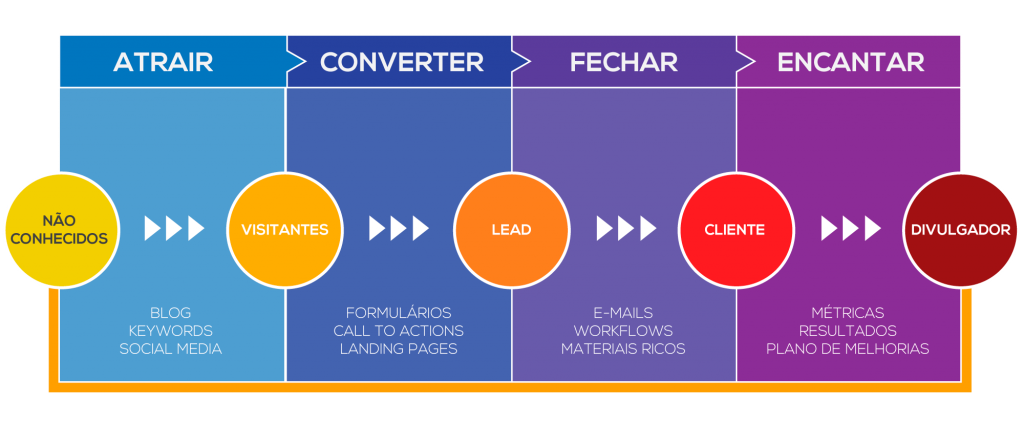 ATRAIR
CONVERTER
FECHAR
ENCANTAR
NÃO
CONHECIDOS
VISITANTES
LEAD
CLIENTE
DIVULGADOR
BLOG
KEYWORDS
SOCIAL MEDIA
FORMULÁRIOS
CALL TO ACTIONS
LANDING PAGES
E-MAILS
WORKFLOWS
MATERIAIS RICOS
MÉTRICAS
RESULTADOS
PLANO DE MELHORIAS